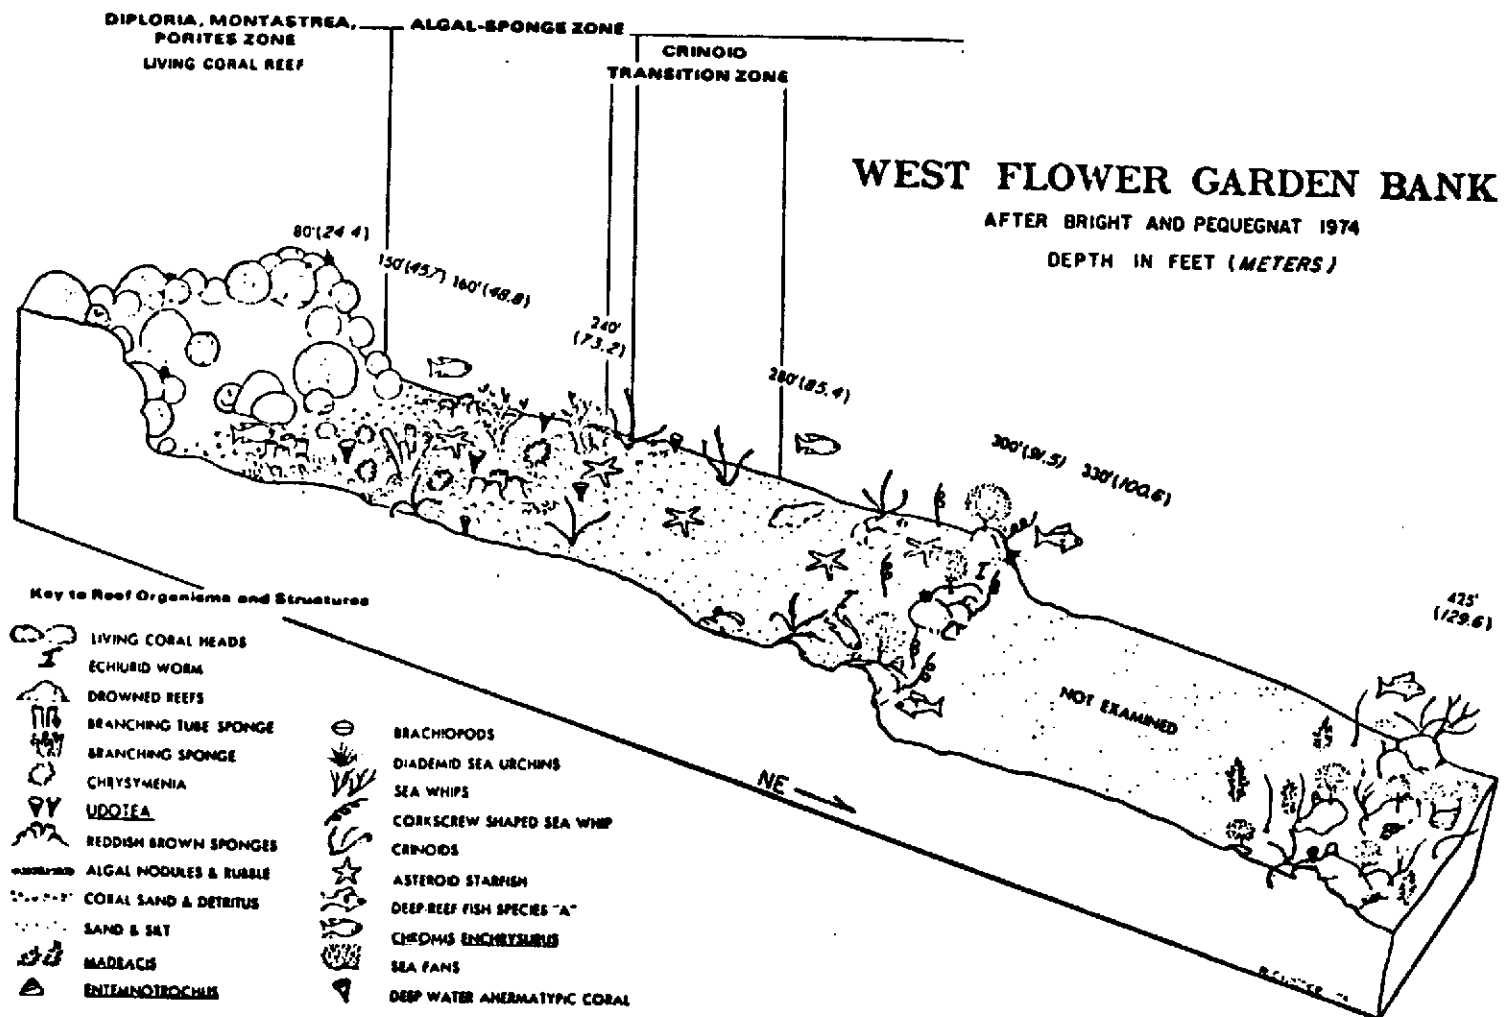 DIPLORIA, MONTASTREA,
PORITES ZONE
LIVING CORAL REEF
ALGAL-SPONGE ZONE
CRINOID
TRANSITION ZONE
WEST FLOWER GARDEN BANK
AFTER BRIGHT AND PEQUEGNAT 1974
DEPTH IN FEET (METERS)
80'(24.4)
150'(45.7)
160'(48.8)
240'
(73.2)
280'(85.4)
300'(91.5)
330'(100.6)
425'
(129.6)
NOT EXAMINED
NE
Key to Reef Organisms and Structures
LIVING CORAL HEADS
ECHIURID WORM
DROWNED REEFS
BRANCHING TUBE SPONGE
BRANCHING SPONGE
CHRYSYMENIA
UDOTEA
REDDISH BROWN SPONGES
ALGAL NODULES & RUBBLE
CORAL SAND & DETRITUS
SAND & SILT
MADRACIS
ENTEMNOTROCHUS
BRACHIOPODS
DIADEMID SEA URCHINS
SEA WHIPS
CORKSCREW SHAPED SEA WHIP
CRINOIDS
ASTEROID STARFISH
DEEP-REEF FISH SPECIES "A"
CHROMIS ENCHRYSURUS
SEA FANS
DEEP WATER AHERMATYPIC CORAL